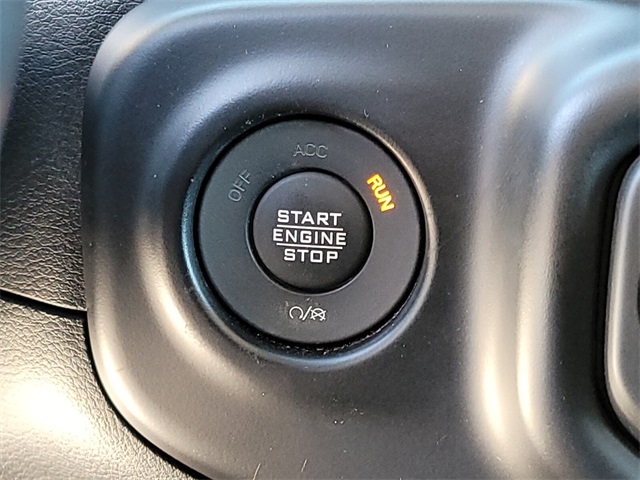 ACC
OFF
RUN
START
ENGINE
STOP